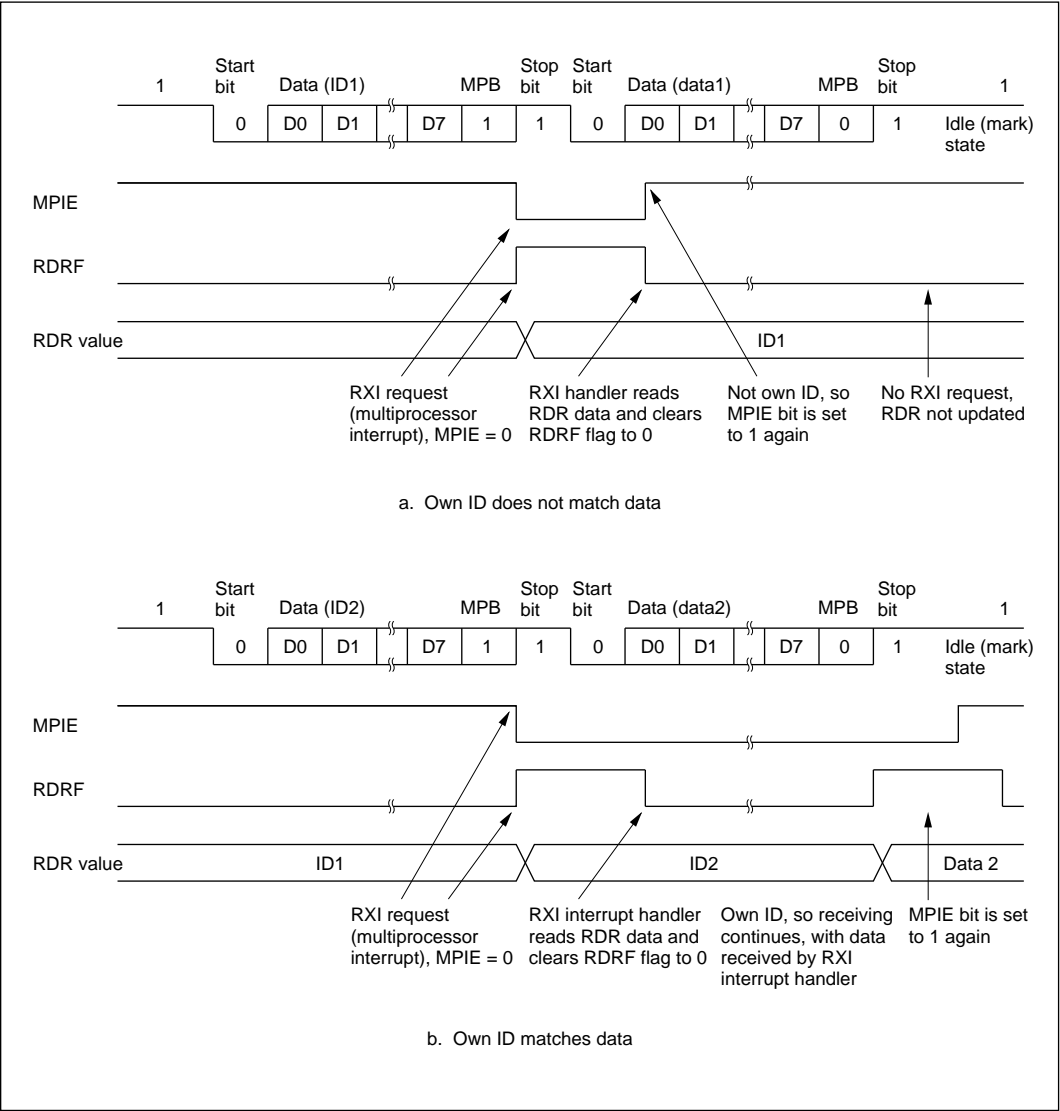 Start Stop Start Stop
1 bit Data (ID1) MPB bit bit Data (data1) MPB bit 1
0 D0 D1 D7 1 1 0 D0 D1 D7 0 1 Idle (mark)
state
MPIE
RDRF
RDR value ID1
RXI request
(multiprocessor
interrupt), MPIE = 0
RXI handler reads
RDR data and clears
RDRF flag to 0
Not own ID, so
MPIE bit is set
to 1 again
No RXI request,
RDR not updated
a. Own ID does not match data
Start Stop Start Stop
1 bit Data (ID2) MPB bit bit Data (data2) MPB bit 1
0 D0 D1 D7 1 1 0 D0 D1 D7 0 1 Idle (mark)
state
MPIE
RDRF
RDR value ID1 ID2 Data 2
RXI request
(multiprocessor
interrupt), MPIE = 0
RXI interrupt handler
reads RDR data and
clears RDRF flag to 0
Own ID, so receiving
continues, with data
received by RXI
interrupt handler
MPIE bit is set
to 1 again
b. Own ID matches data